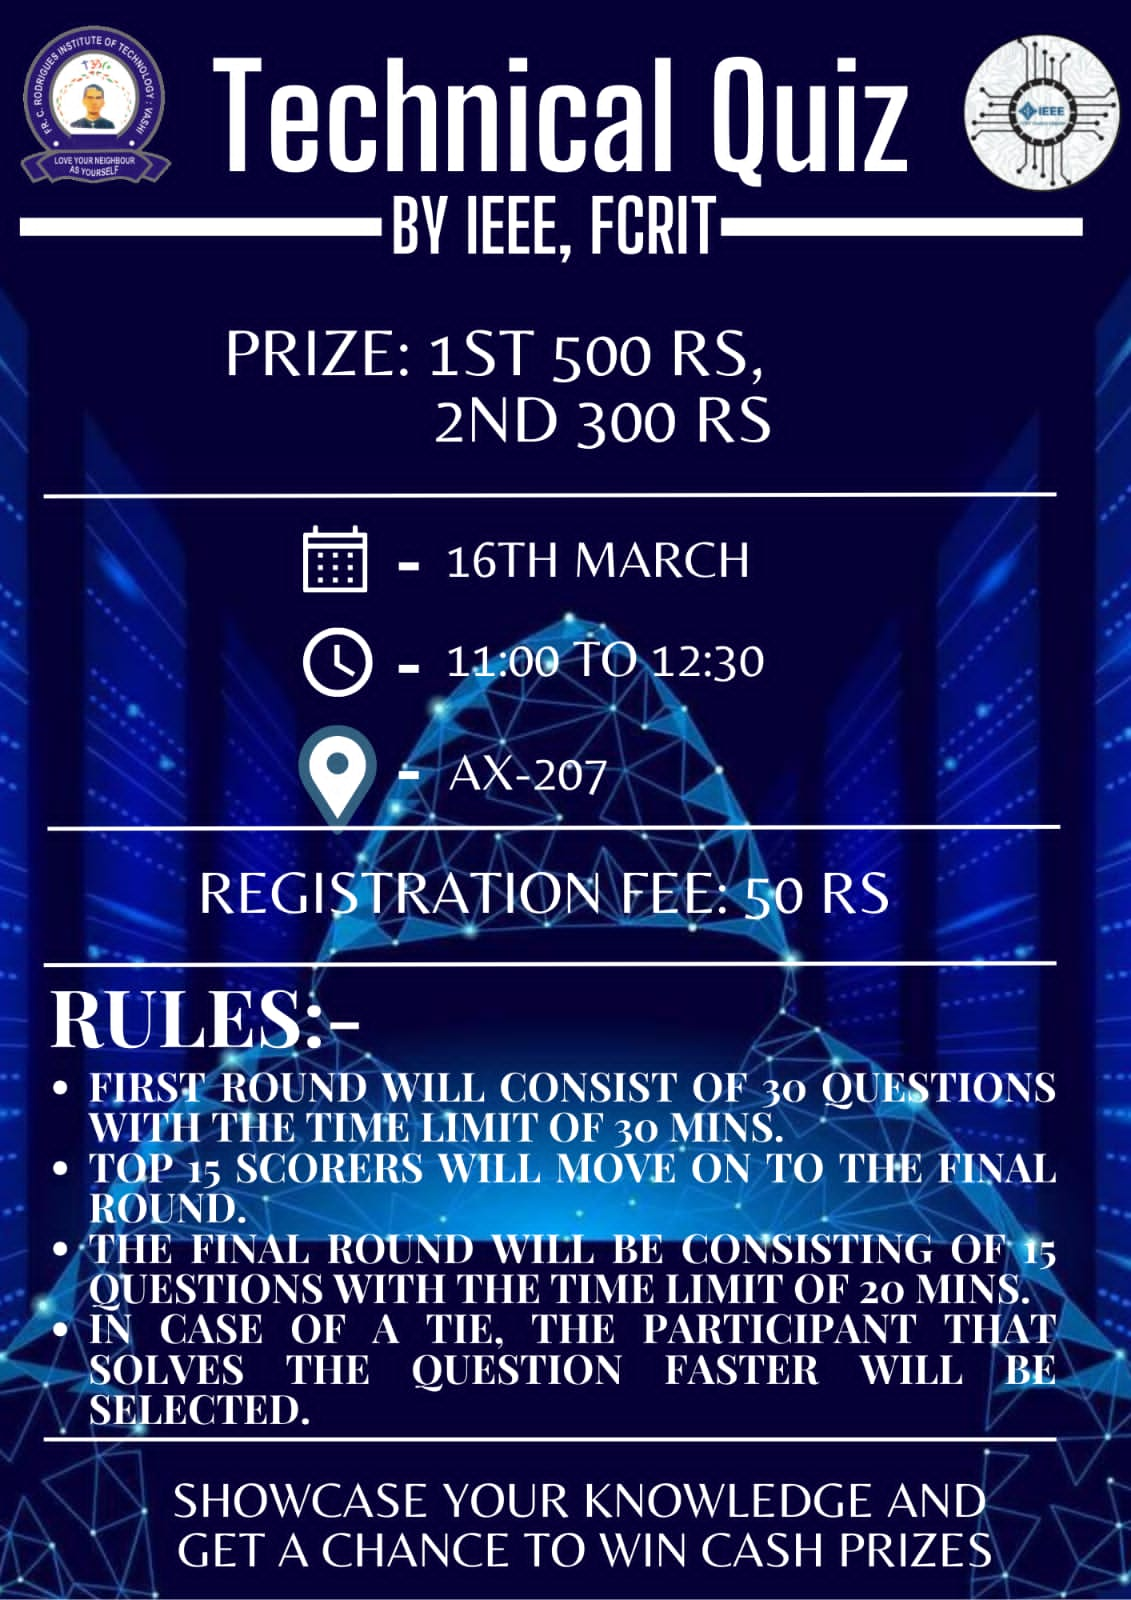 FR. C. RODRIGUES INSTITUTE OF TECHNOLOGY : VASHI
LOVE YOUR NEIGHBOUR
AS YOURSELF
Technical Quiz
IEEE
BY IEEE, FCRIT
PRIZE: 1ST 500 RS,
2ND 300 RS
- 16TH MARCH
- 11:00 TO 12:30
- AX-207
REGISTRATION FEE: 50 RS
RULES:-
• FIRST ROUND WILL CONSIST OF 30 QUESTIONS
WITH THE TIME LIMIT OF 30 MINS.
• TOP 15 SCORERS WILL MOVE ON TO THE FINAL
ROUND.
• THE FINAL ROUND WILL BE CONSISTING OF 15
QUESTIONS WITH THE TIME LIMIT OF 20 MINS.
• IN CASE OF A TIE, THE PARTICIPANT THAT
SOLVES THE QUESTION FASTER WILL BE
SELECTED.
SHOWCASE YOUR KNOWLEDGE AND
GET A CHANCE TO WIN CASH PRIZES